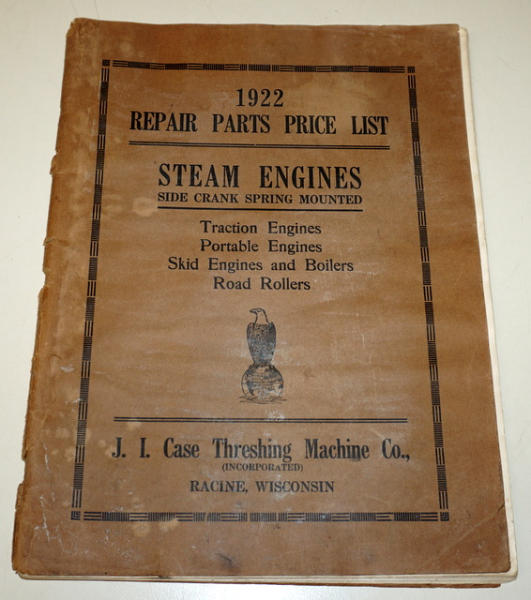 1922
REPAIR PARTS PRICE LIST
STEAM ENGINES
SIDE CRANK SPRING MOUNTED
Traction Engines
Portable Engines
Skid Engines and Boilers
Road Rollers
J. I. Case Threshing Machine Co.,
(INCORPORATED)
RACINE, WISCONSIN